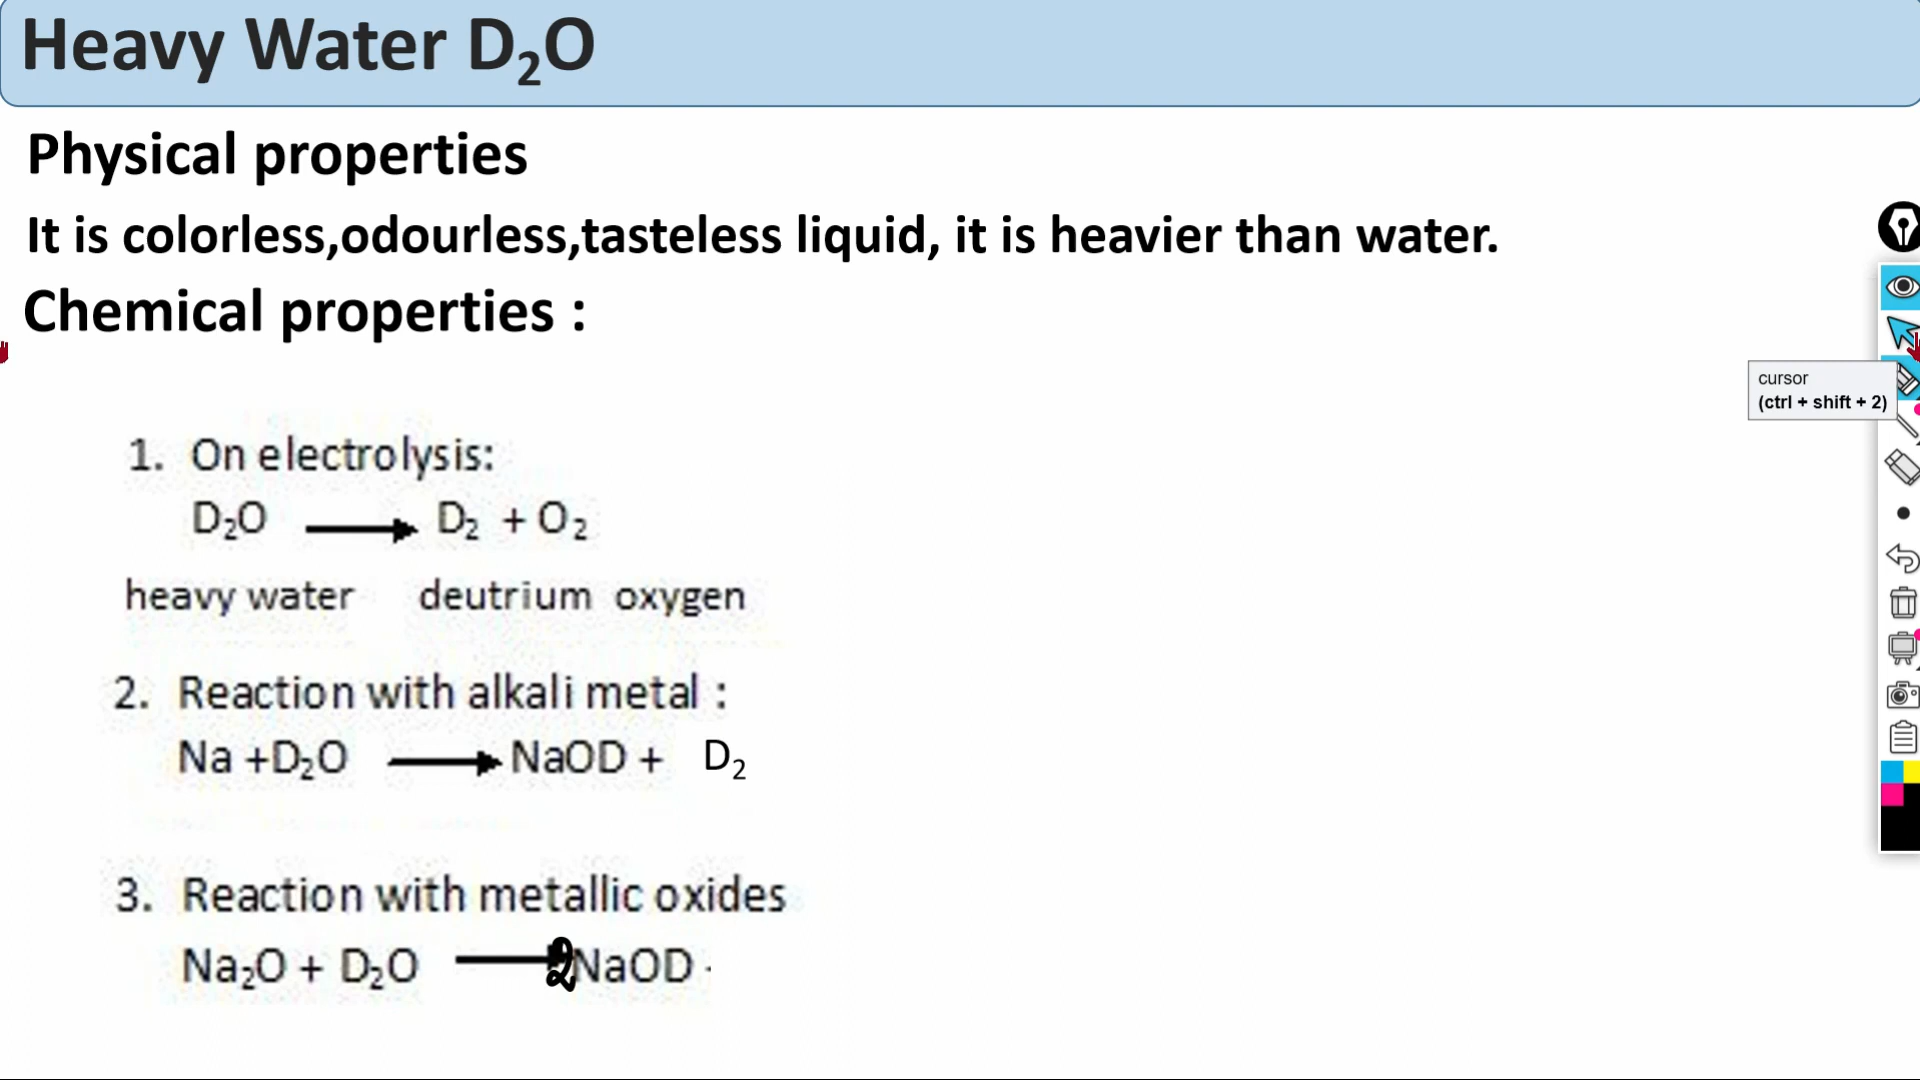 Heavy Water D₂O
Physical properties
It is colorless,odourless,tasteless liquid, it is heavier than water.
Chemical properties :
cursor
(ctrl + shift + 2)
1. On electrolysis:
D₂O ⟶ D₂ + O₂
heavy water deutrium oxygen
2. Reaction with alkali metal :
Na +D₂O ⟶ NaOD + D₂
3. Reaction with metallic oxides
Na₂O + D₂O ⟶ 2NaOD